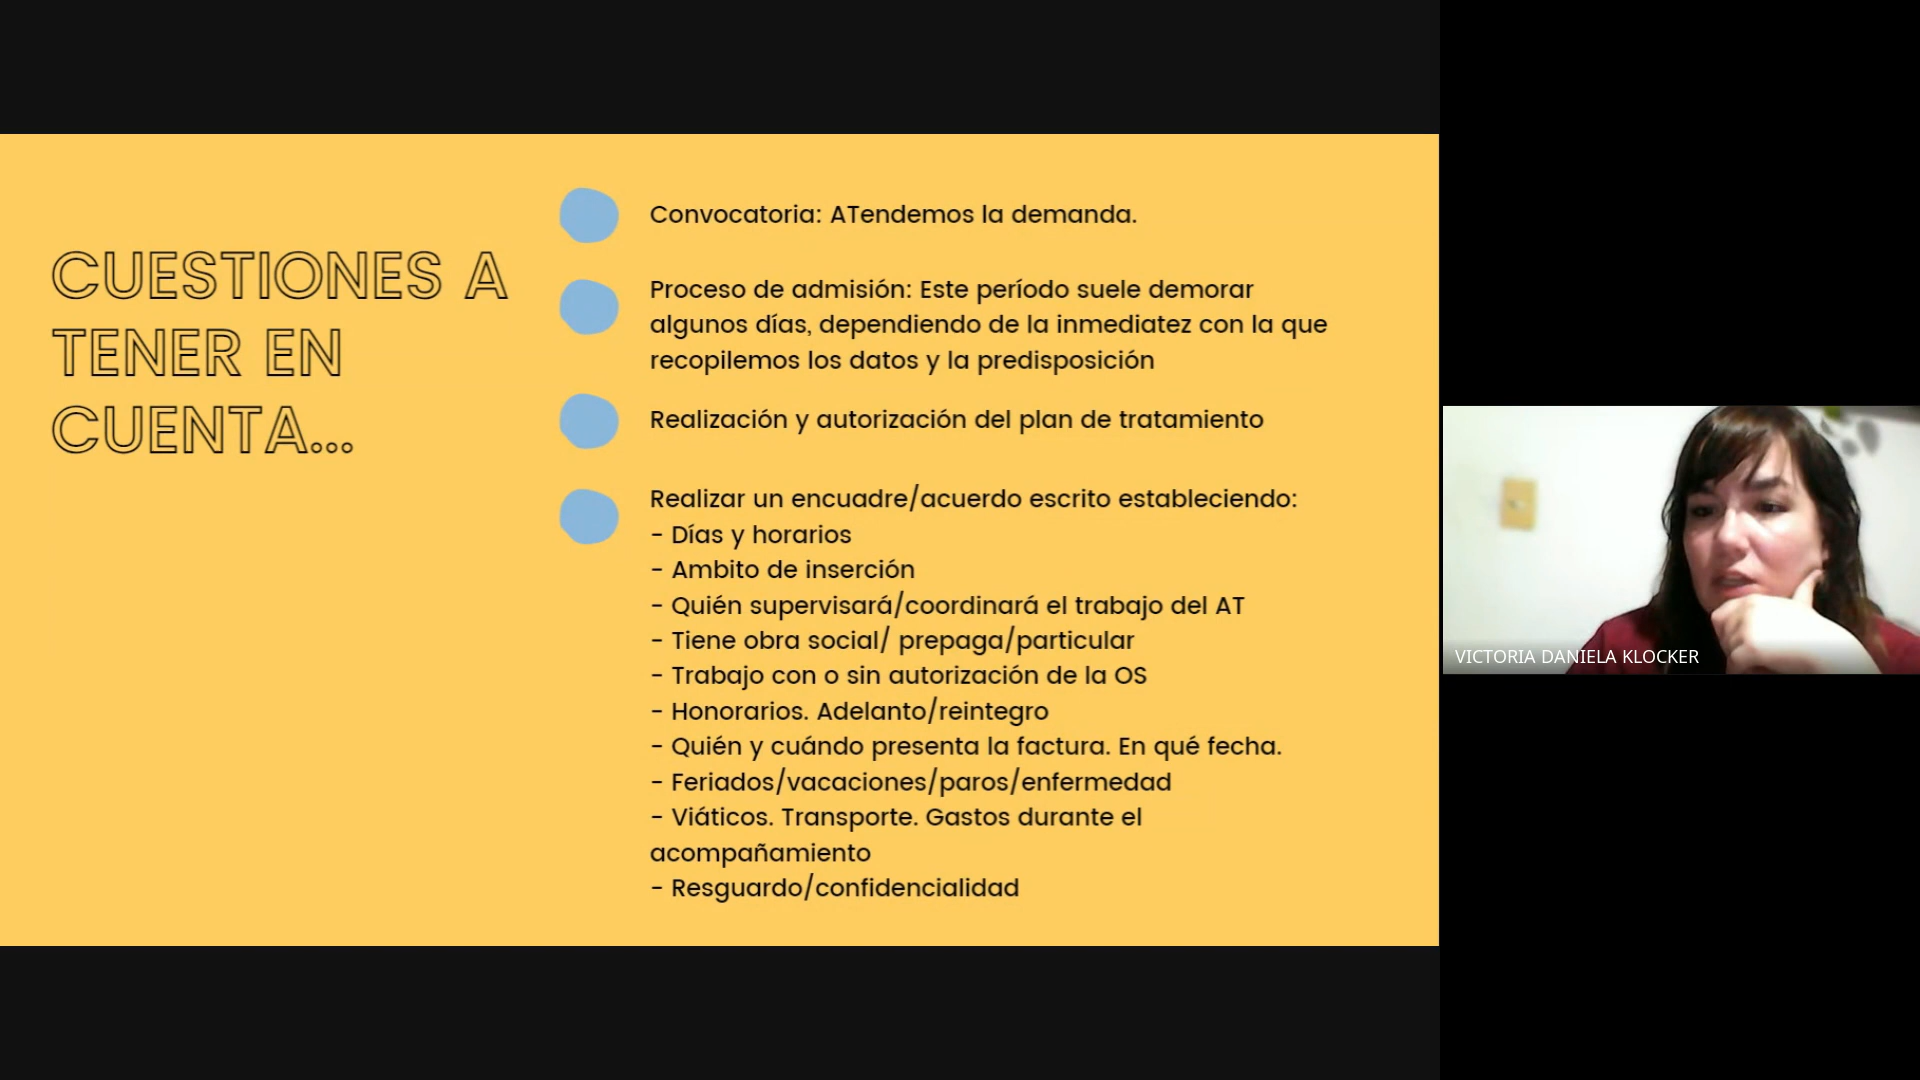 CUESTIONES A
TENER EN
CUENTA...
Convocatoria: ATendemos la demanda.
Proceso de admisión: Este período suele demorar
algunos días, dependiendo de la inmediatez con la que
recopilemos los datos y la predisposición
Realización y autorización del plan de tratamiento
Realizar un encuadre/acuerdo escrito estableciendo:
- Días y horarios
- Ambito de inserción
- Quién supervisará/coordinará el trabajo del AT
- Tiene obra social/ prepaga/particular
- Trabajo con o sin autorización de la OS
- Honorarios. Adelanto/reintegro
- Quién y cuándo presenta la factura. En qué fecha.
- Feriados/vacaciones/paros/enfermedad
- Viáticos. Transporte. Gastos durante el
acompañamiento
- Resguardo/confidencialidad
VICTORIA DANIELA KLOCKER